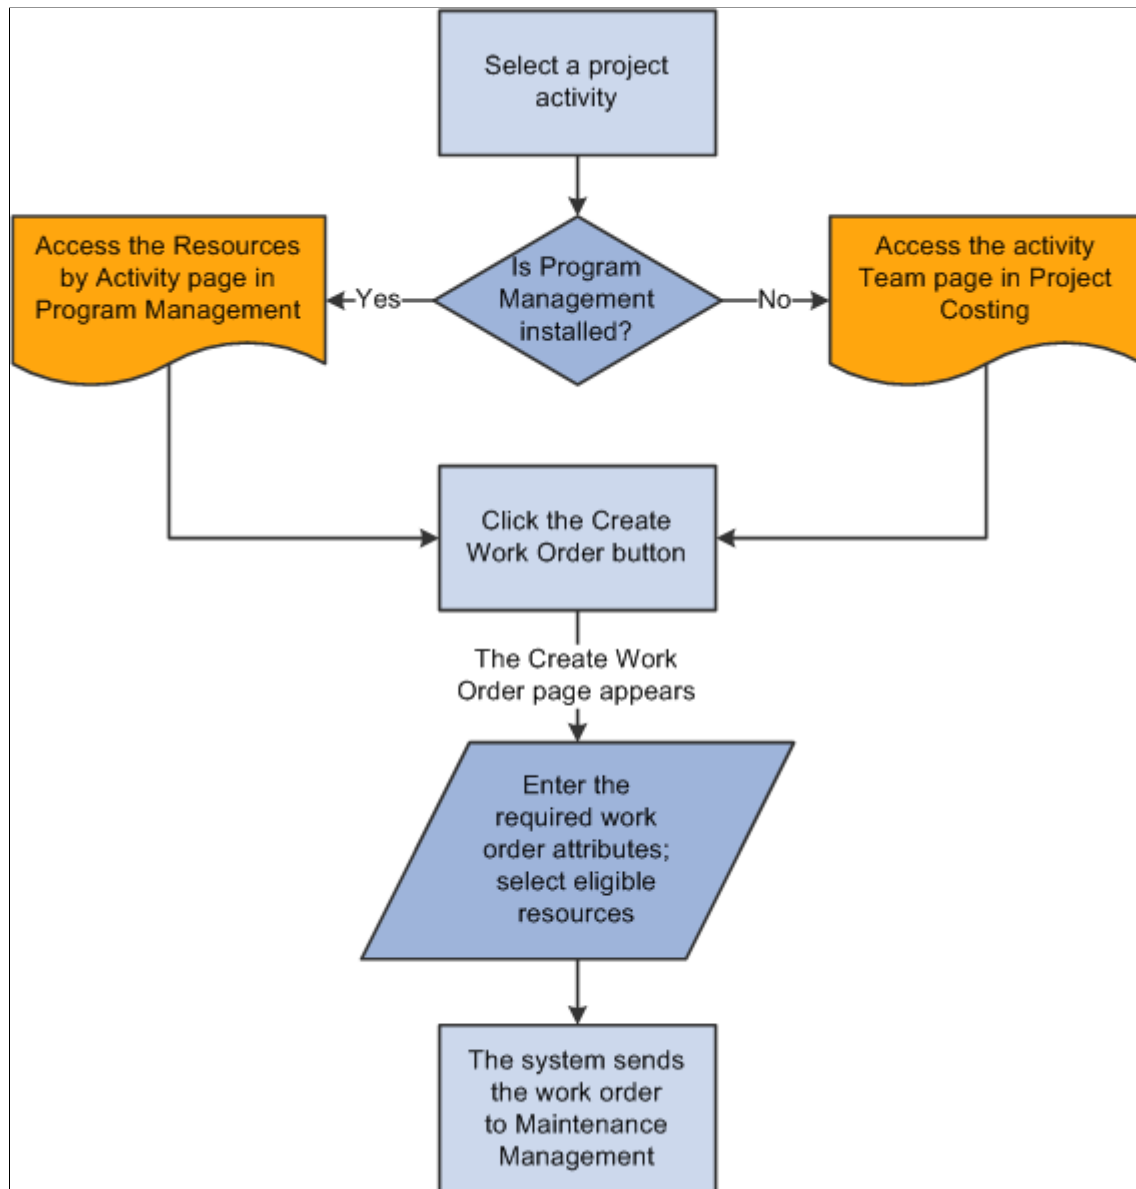 Select a project
activity
Access the Resources
by Activity page in
Program Management
Yes
Is Program
Management
installed?
No
Access the activity
Team page in Project
Costing
Click the Create
Work Order button
The Create Work
Order page appears
Enter the
required work
order attributes;
select eligible
resources
The system sends
the work order
to Maintenance
Management